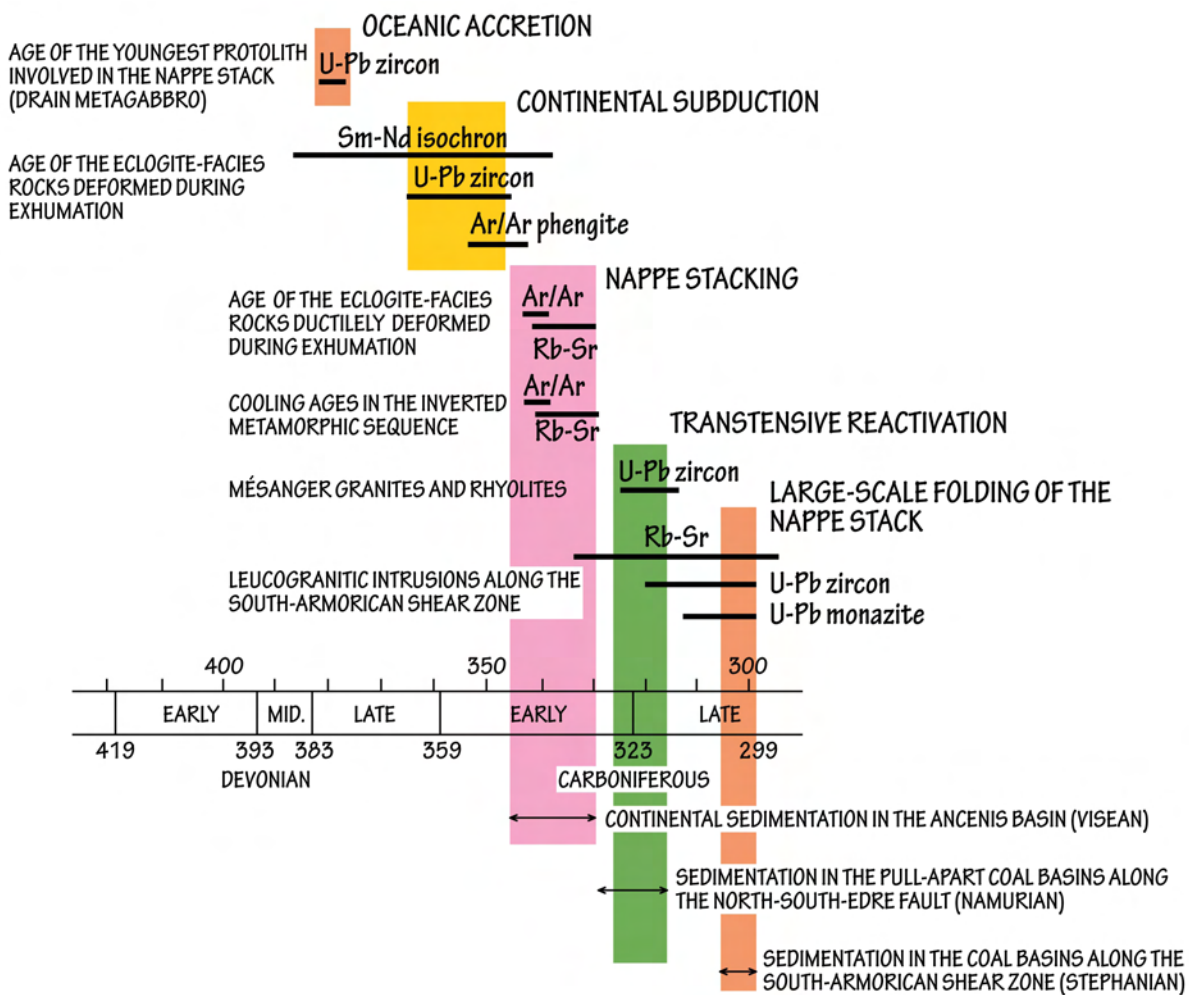 OCEANIC ACCRETION
AGE OF THE YOUNGEST PROTOLITH
INVOLVED IN THE NAPPE STACK
(DRAIN METAGABBRO)
U-Pb zircon
CONTINENTAL SUBDUCTION
Sm-Nd isochron
AGE OF THE ECLOGITE-FACIES
ROCKS DEFORMED DURING
EXHUMATION
U-Pb zircon
Ar/Ar phengite
NAPPE STACKING
AGE OF THE ECLOGITE-FACIES
ROCKS DUCTILELY DEFORMED
DURING EXHUMATION
Ar/Ar
Rb-Sr
COOLING AGES IN THE INVERTED
METAMORPHIC SEQUENCE
Ar/Ar
Rb-Sr
TRANSTENSIVE REACTIVATION
MÉSANGER GRANITES AND RHYOLITES
U-Pb zircon
LARGE-SCALE FOLDING OF THE
NAPPE STACK
Rb-Sr
LEUCOGRANITIC INTRUSIONS ALONG THE
SOUTH-ARMORICAN SHEAR ZONE
U-Pb zircon
U-Pb monazite
400 350 300
EARLY MID. LATE EARLY LATE
419 393 383 359 323 299
DEVONIAN CARBONIFEROUS
CONTINENTAL SEDIMENTATION IN THE ANCENIS BASIN (VISEAN)
SEDIMENTATION IN THE PULL-APART COAL BASINS ALONG
THE NORTH-SOUTH-EDRE FAULT (NAMURIAN)
SEDIMENTATION IN THE COAL BASINS ALONG THE
SOUTH-ARMORICAN SHEAR ZONE (STEPHANIAN)